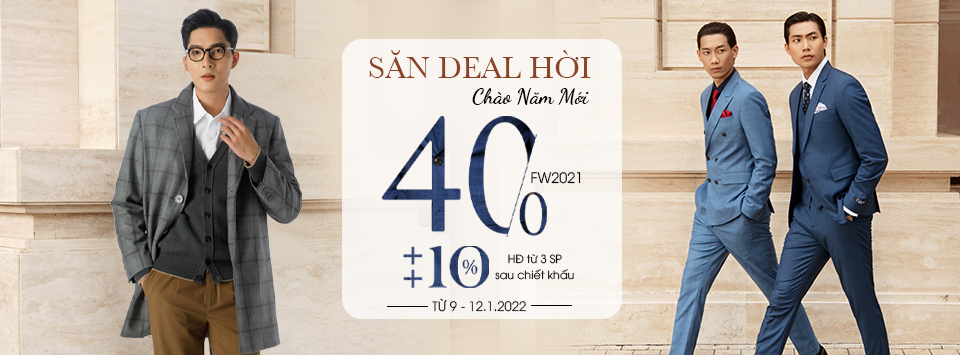 SĂN DEAL HỜI
Chào Năm Mới
40%
FW2021
++10%
HĐ từ 3 SP
sau chiết khấu
TỪ 9 - 12.1.2022